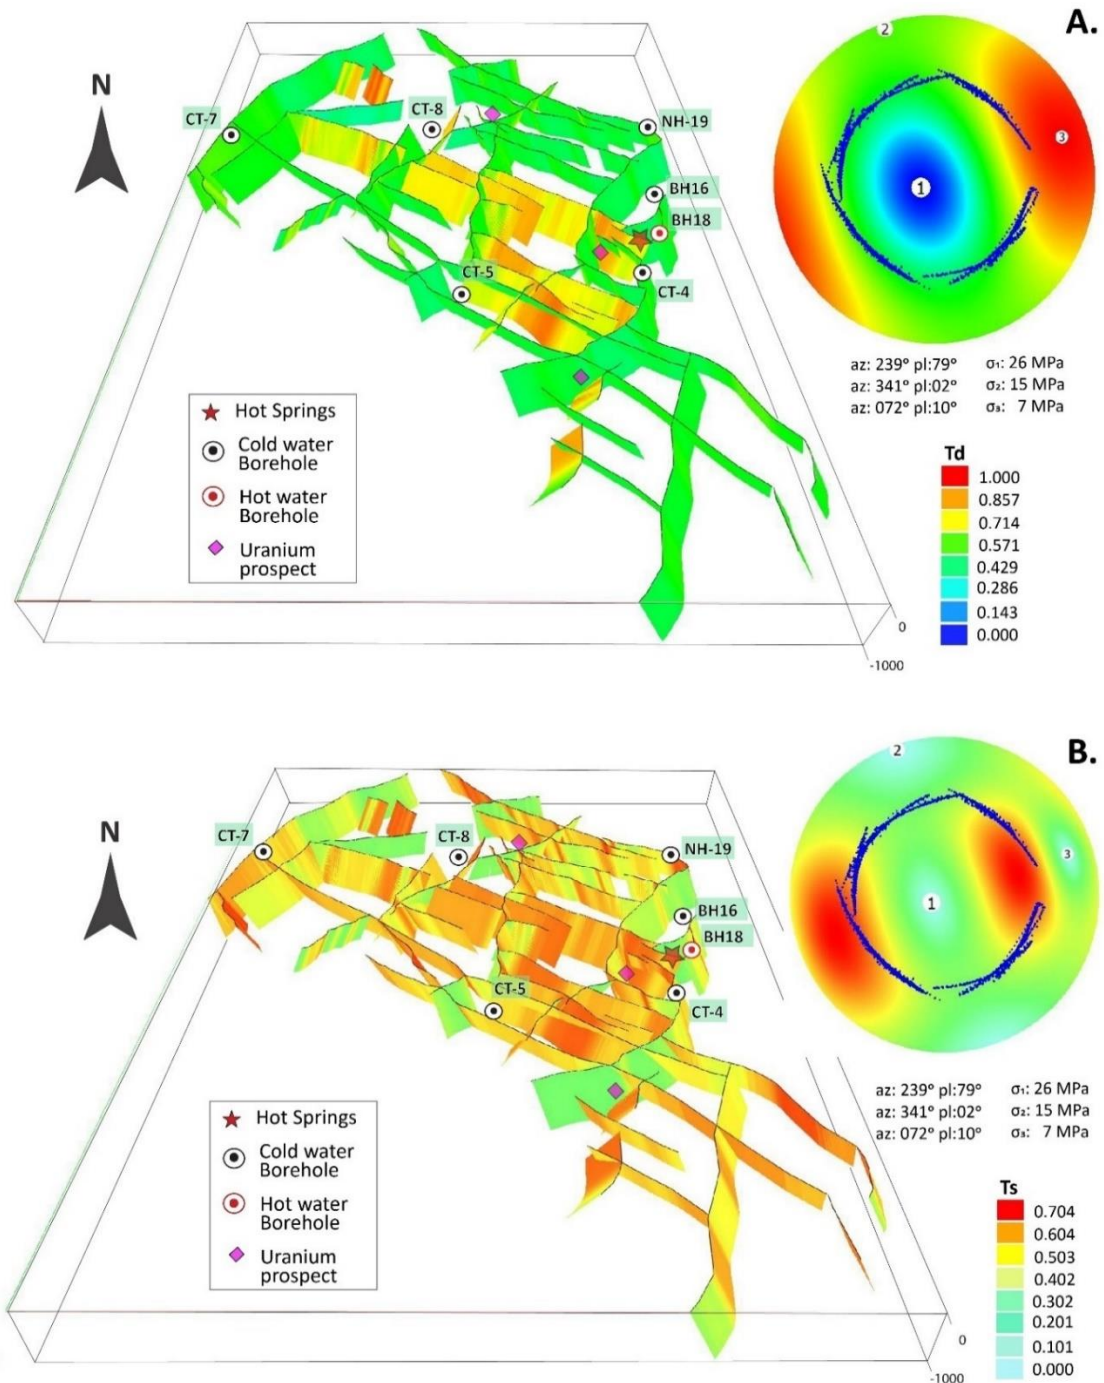 A.
N
2
3
1
CT-7
CT-8
NH-19
BH16
BH18
CT-5
CT-4
az: 239° pl:79° σ₁: 26 MPa
az: 341° pl:02° σ₂: 15 MPa
az: 072° pl:10° σ₃: 7 MPa
Hot Springs
Cold water
Borehole
Hot water
Borehole
Uranium
prospect
Td
1.000
0.857
0.714
0.571
0.429
0.286
0.143
0.000
0
-1000
B.
N
2
3
1
CT-7
CT-8
NH-19
BH16
BH18
CT-5
CT-4
az: 239° pl:79° σ₁: 26 MPa
az: 341° pl:02° σ₂: 15 MPa
az: 072° pl:10° σ₃: 7 MPa
Hot Springs
Cold water
Borehole
Hot water
Borehole
Uranium
prospect
Ts
0.704
0.604
0.503
0.402
0.302
0.201
0.101
0.000
0
-1000